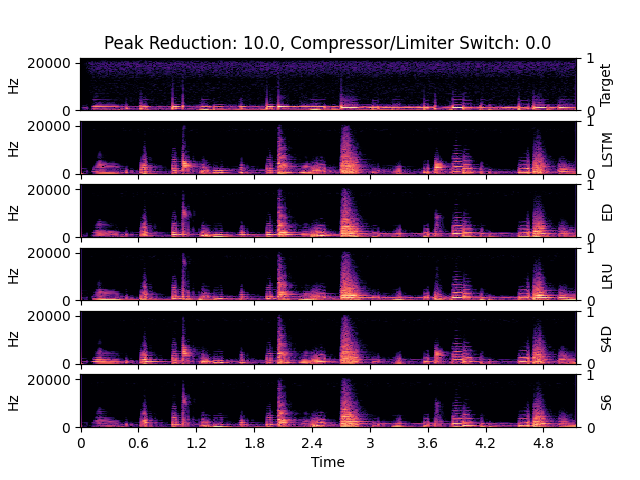 Peak Reduction: 10.0, Compressor/Limiter Switch: 0.0
20000 Hz 0 1 Target 0
20000 Hz 0 1 LSTM 0
20000 Hz 0 1 ED 0
20000 Hz 0 1 LRU 0
20000 Hz 0 1 S4D 0
20000 Hz 0 1 S6 0
0 0.6 1.2 1.8 2.4 3 3.6 4.2 4.8
Time